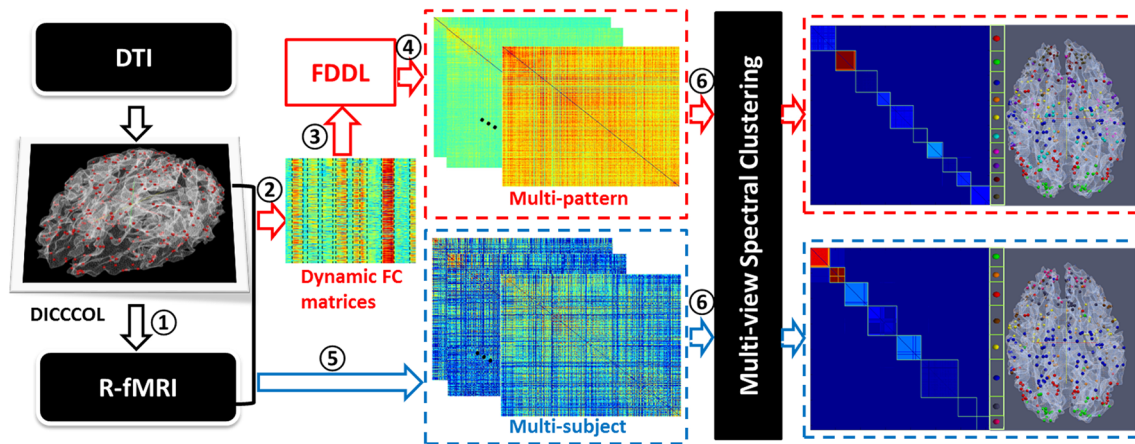 DTI
DICCCOL
①
R-fMRI
②
Dynamic FC
matrices
③
FDDL
④
Multi-pattern
⑤
Multi-subject
⑥
⑥
Multi-view Spectral Clustering